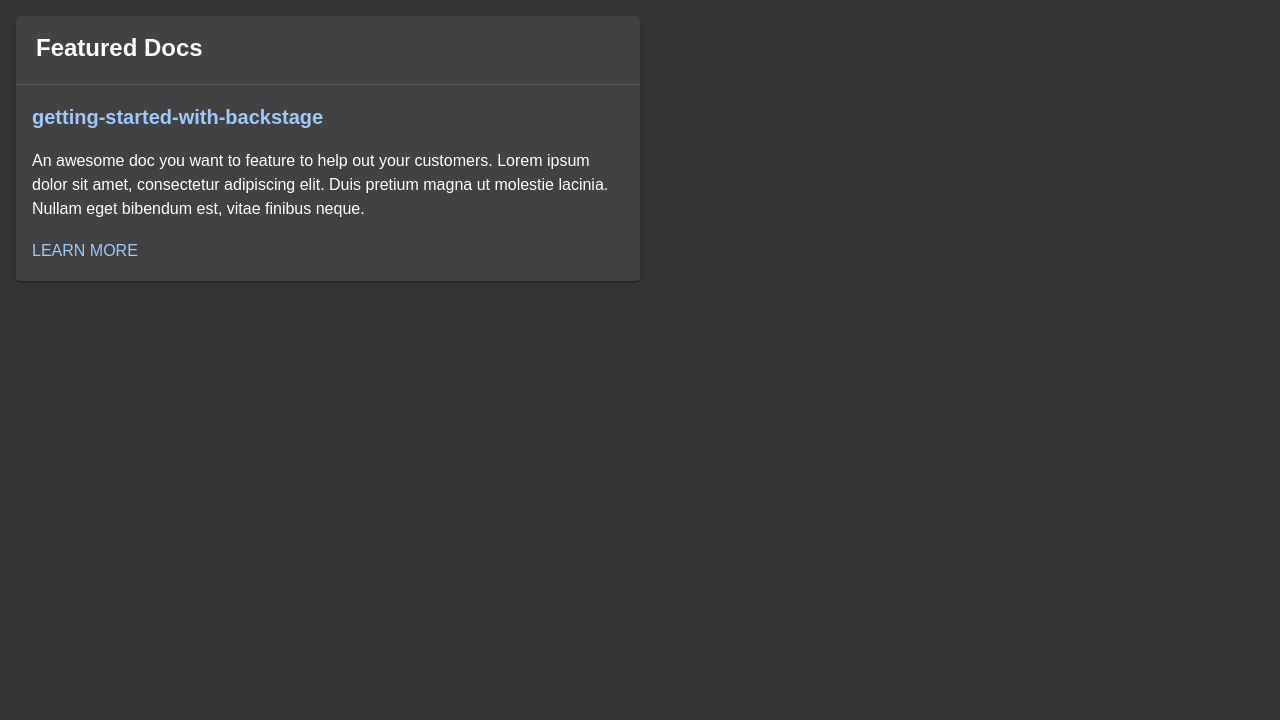 Featured Docs
getting-started-with-backstage
An awesome doc you want to feature to help out your customers. Lorem ipsum
dolor sit amet, consectetur adipiscing elit. Duis pretium magna ut molestie lacinia.
Nullam eget bibendum est, vitae finibus neque.
LEARN MORE